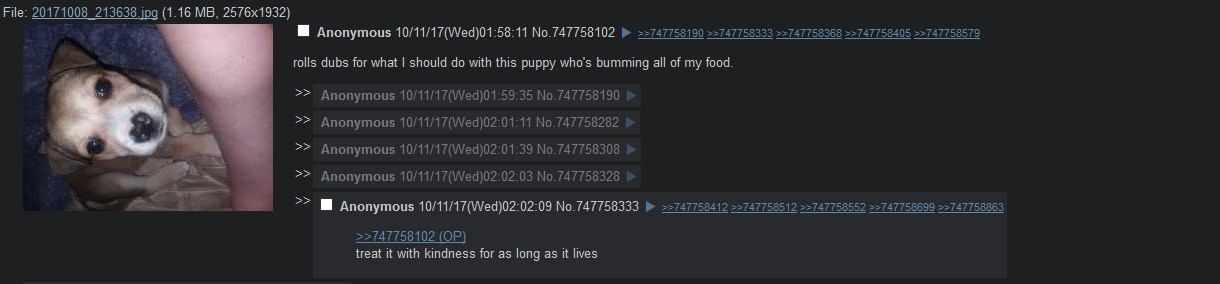 File: 20171008_213638.jpg (1.16 MB, 2576x1932)
Anonymous 10/11/17(Wed)01:58:11 No.747758102 ▶ >>747758190 >>747758333 >>747758368 >>747758405 >>747758579
rolls dubs for what I should do with this puppy who's bumming all of my food.
>> Anonymous 10/11/17(Wed)01:59:35 No.747758190 ▶
>> Anonymous 10/11/17(Wed)02:01:11 No.747758282 ▶
>> Anonymous 10/11/17(Wed)02:01:39 No.747758308 ▶
>> Anonymous 10/11/17(Wed)02:02:03 No.747758328 ▶
>> Anonymous 10/11/17(Wed)02:02:09 No.747758333 ▶ >>747758412 >>747758512 >>747758552 >>747758699 >>747758863
>>747758102 (OP)
treat it with kindness for as long as it lives